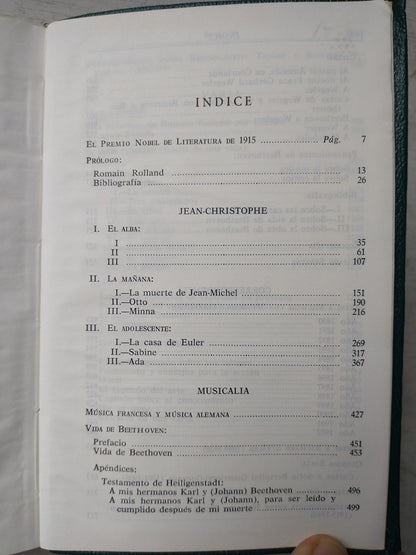 INDICE
EL PREMIO NOBEL DE LITERATURA DE 1915 ........ Pág. 7
PRÓLOGO:
Romain Rolland ........ 13
Bibliografía ........ 26
JEAN-CHRISTOPHE
I. EL ALBA:
I ........ 35
II ........ 61
III ........ 107
II. LA MAÑANA:
I.—La muerte de Jean-Michel ........ 151
II.—Otto ........ 190
III.—Minna ........ 216
III. EL ADOLESCENTE:
I.—La casa de Euler ........ 269
II.—Sabine ........ 317
III.—Ada ........ 367
MUSICALIA
MÚSICA FRANCESA Y MÚSICA ALEMANA ........ 427
VIDA DE BEETHOVEN:
Prefacio ........ 451
Vida de Beethoven ........ 453
Apéndices:
Testamento de Heiligenstadt:
A mis hermanos Karl y (Johann) Beethoven ........ 496
A mis hermanos Karl y (Johann), para ser leído y
cumplido después de mi muerte ........ 499